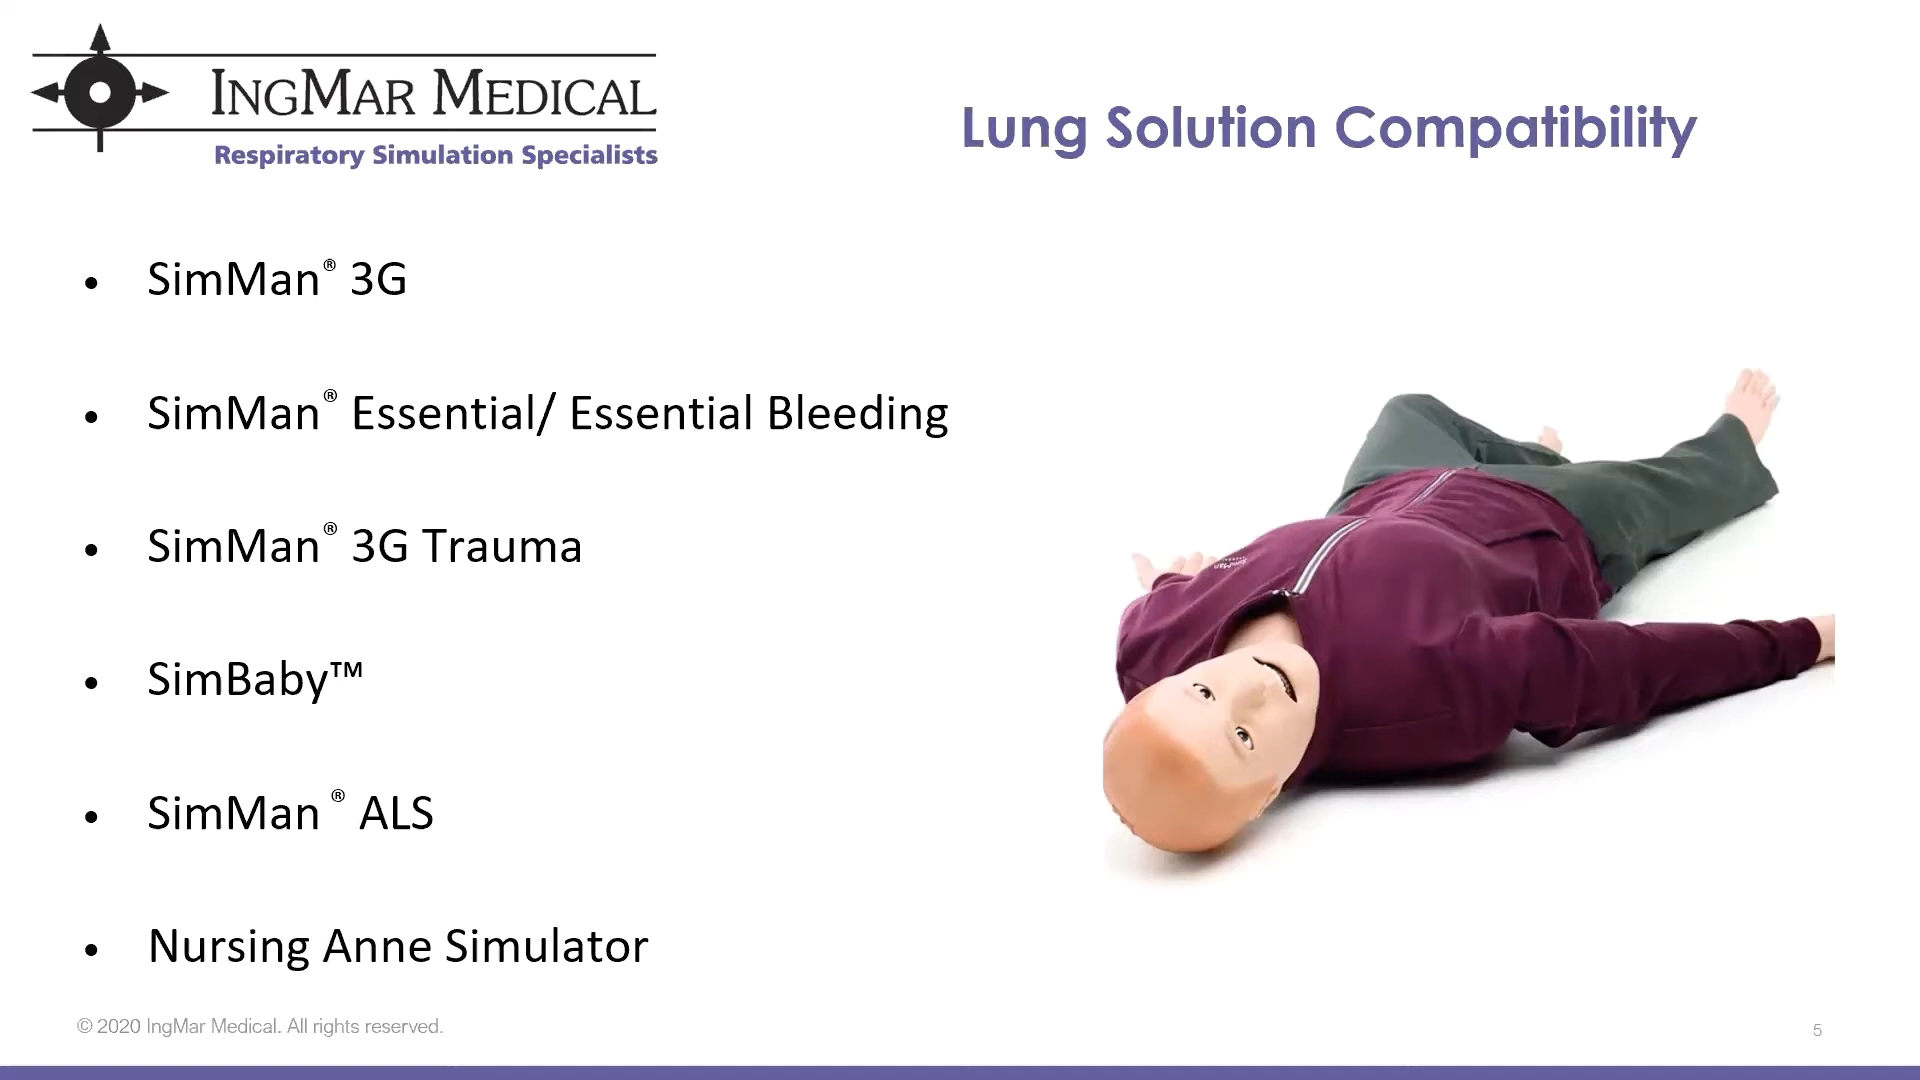 INGMAR MEDICAL
Respiratory Simulation Specialists
Lung Solution Compatibility
• SimMan® 3G
• SimMan® Essential/ Essential Bleeding
• SimMan® 3G Trauma
• SimBaby™
• SimMan ® ALS
• Nursing Anne Simulator
SimMan
© 2020 IngMar Medical. All rights reserved.
5